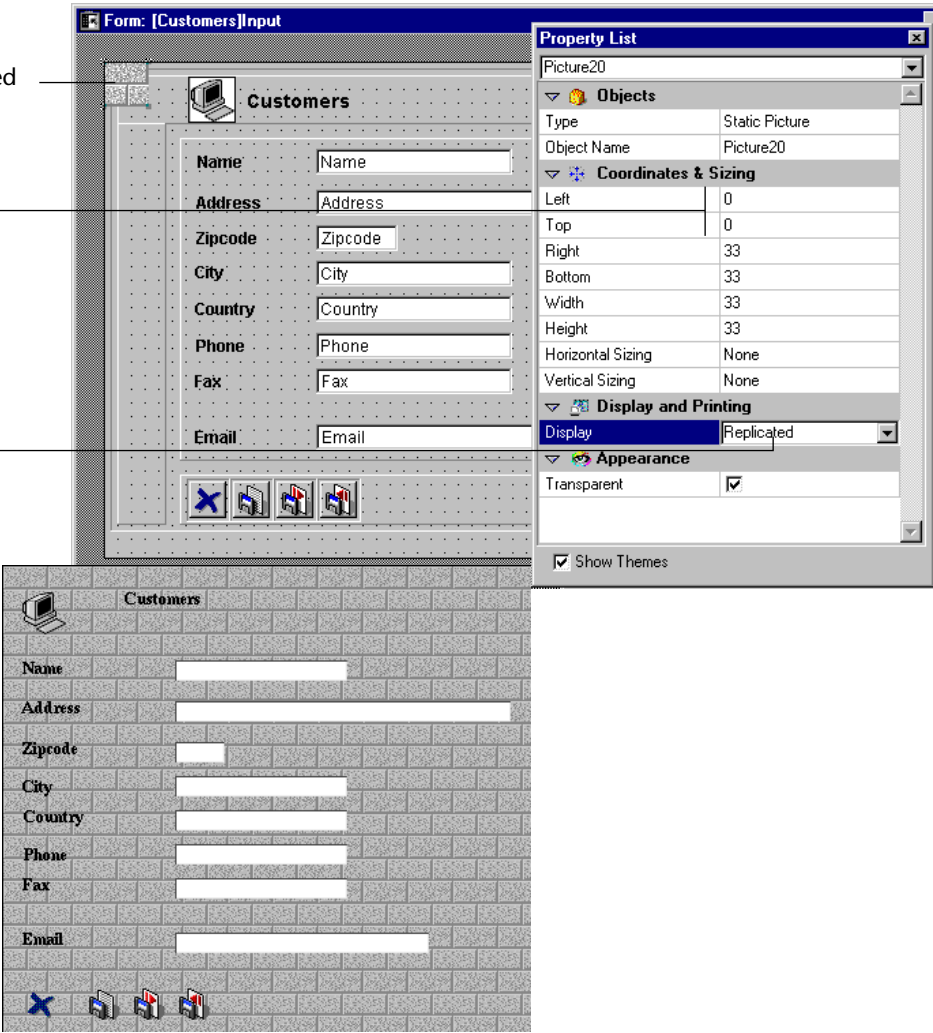 Form: [Customers]Input
ed
Customers
Name Name
Address Address
Zipcode Zipcode
City City
Country Country
Phone Phone
Fax Fax
Email Email
Property List
Picture20
Objects
Type Static Picture
Object Name Picture20
Coordinates & Sizing
Left 0
Top 0
Right 33
Bottom 33
Width 33
Height 33
Horizontal Sizing None
Vertical Sizing None
Display and Printing
Display Replicated
Appearance
Transparent
Show Themes
Customers
Name
Address
Zipcode
City
Country
Phone
Fax
Email